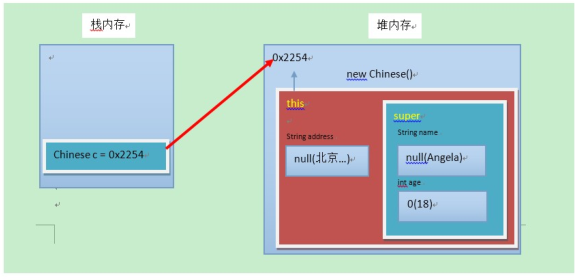 栈内存
堆内存
0x2254
new Chinese()
this
super
String address
String name
Chinese c = 0x2254
null(北京...)
null(Angela)
int age
0(18)